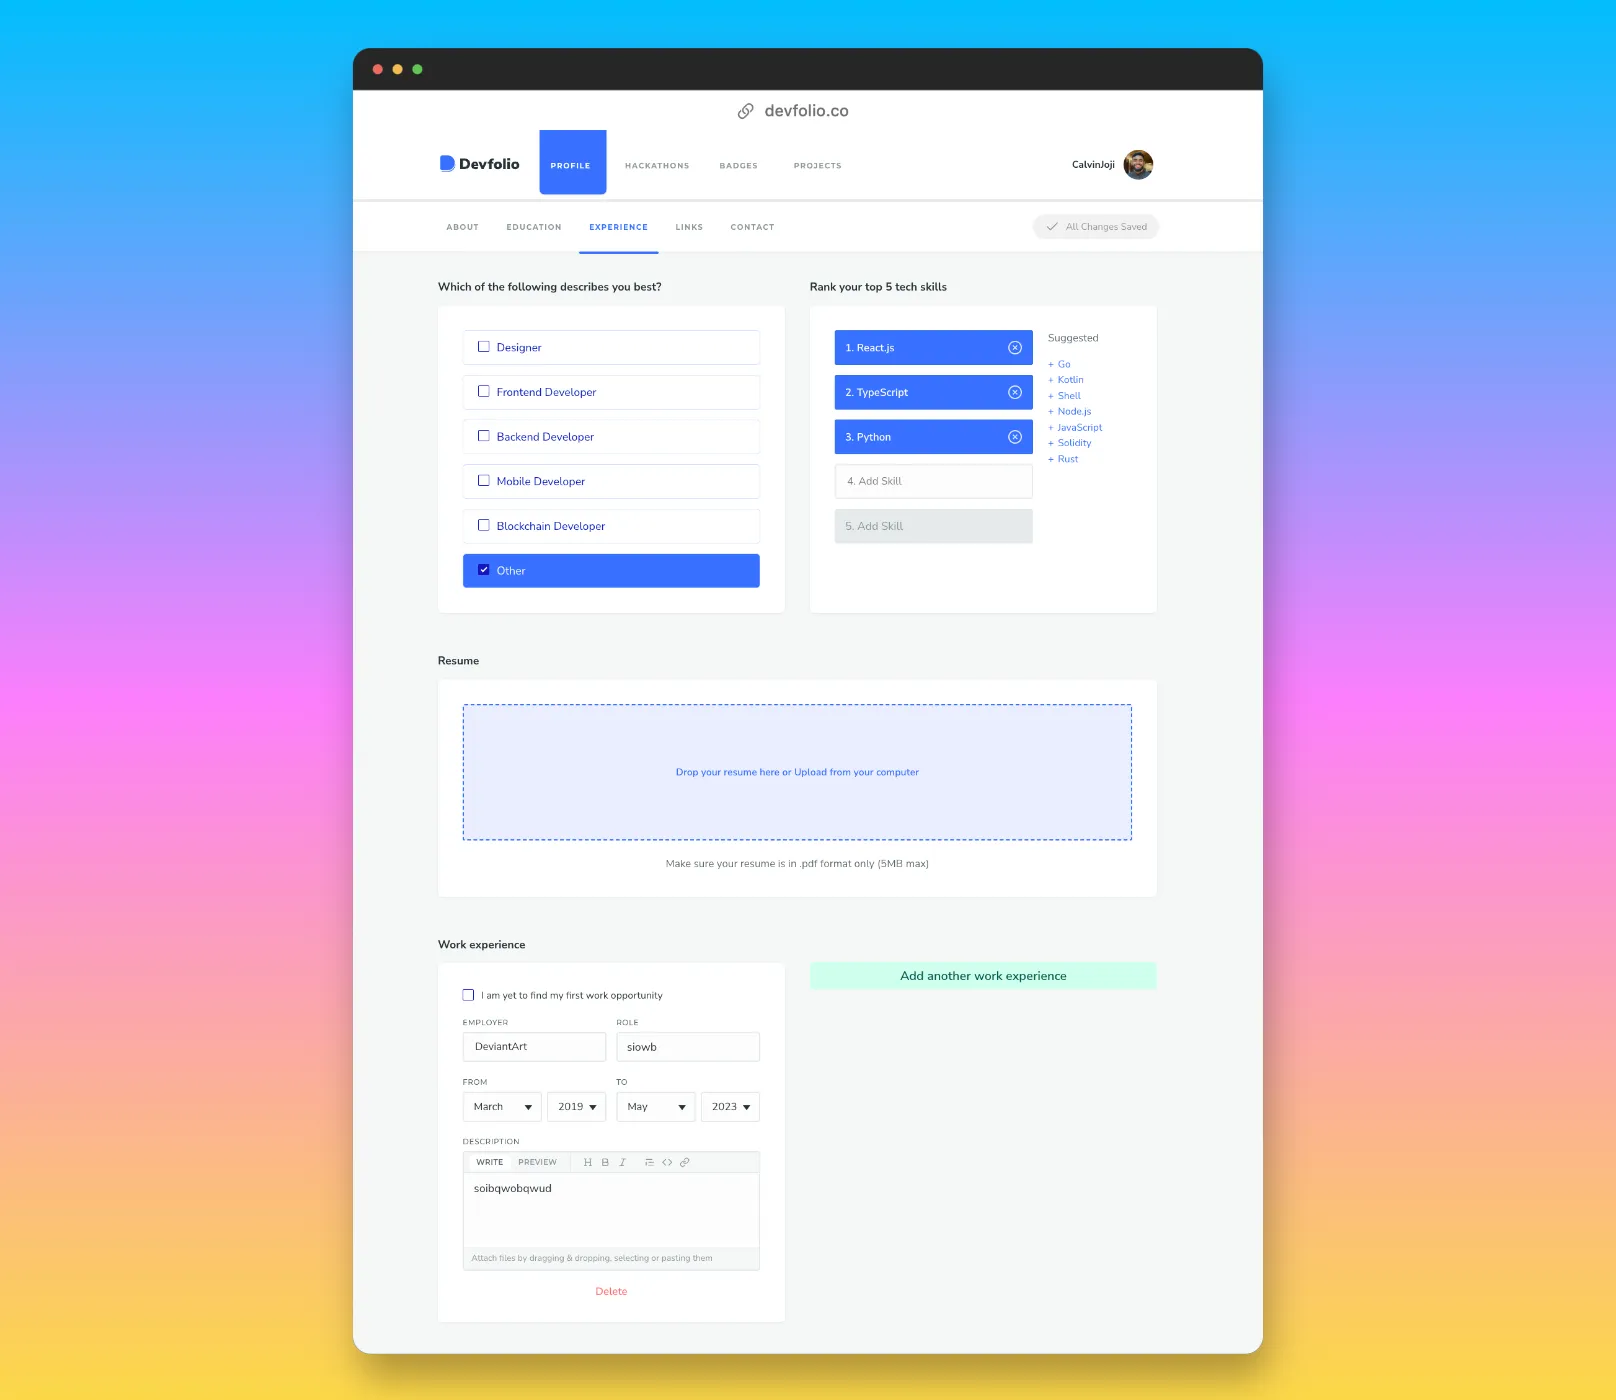 devfolio.co
Devfolio
PROFILE
HACKATHONS
BADGES
PROJECTS
CalvinJoji
ABOUT
EDUCATION
EXPERIENCE
LINKS
CONTACT
All Changes Saved
Which of the following describes you best?
Designer
Frontend Developer
Backend Developer
Mobile Developer
Blockchain Developer
Other
Rank your top 5 tech skills
1. React.js
2. TypeScript
3. Python
4. Add Skill
5. Add Skill
Suggested
+ Go
+ Kotlin
+ Shell
+ Node.js
+ JavaScript
+ Solidity
+ Rust
Resume
Drop your resume here or Upload from your computer
Make sure your resume is in .pdf format only (5MB max)
Work experience
I am yet to find my first work opportunity
EMPLOYER
ROLE
DeviantArt
siowb
FROM
TO
March
2019
May
2023
DESCRIPTION
WRITE
PREVIEW
H B I
soibqwobqwud
Attach files by dragging & dropping, selecting or pasting them
Delete
Add another work experience